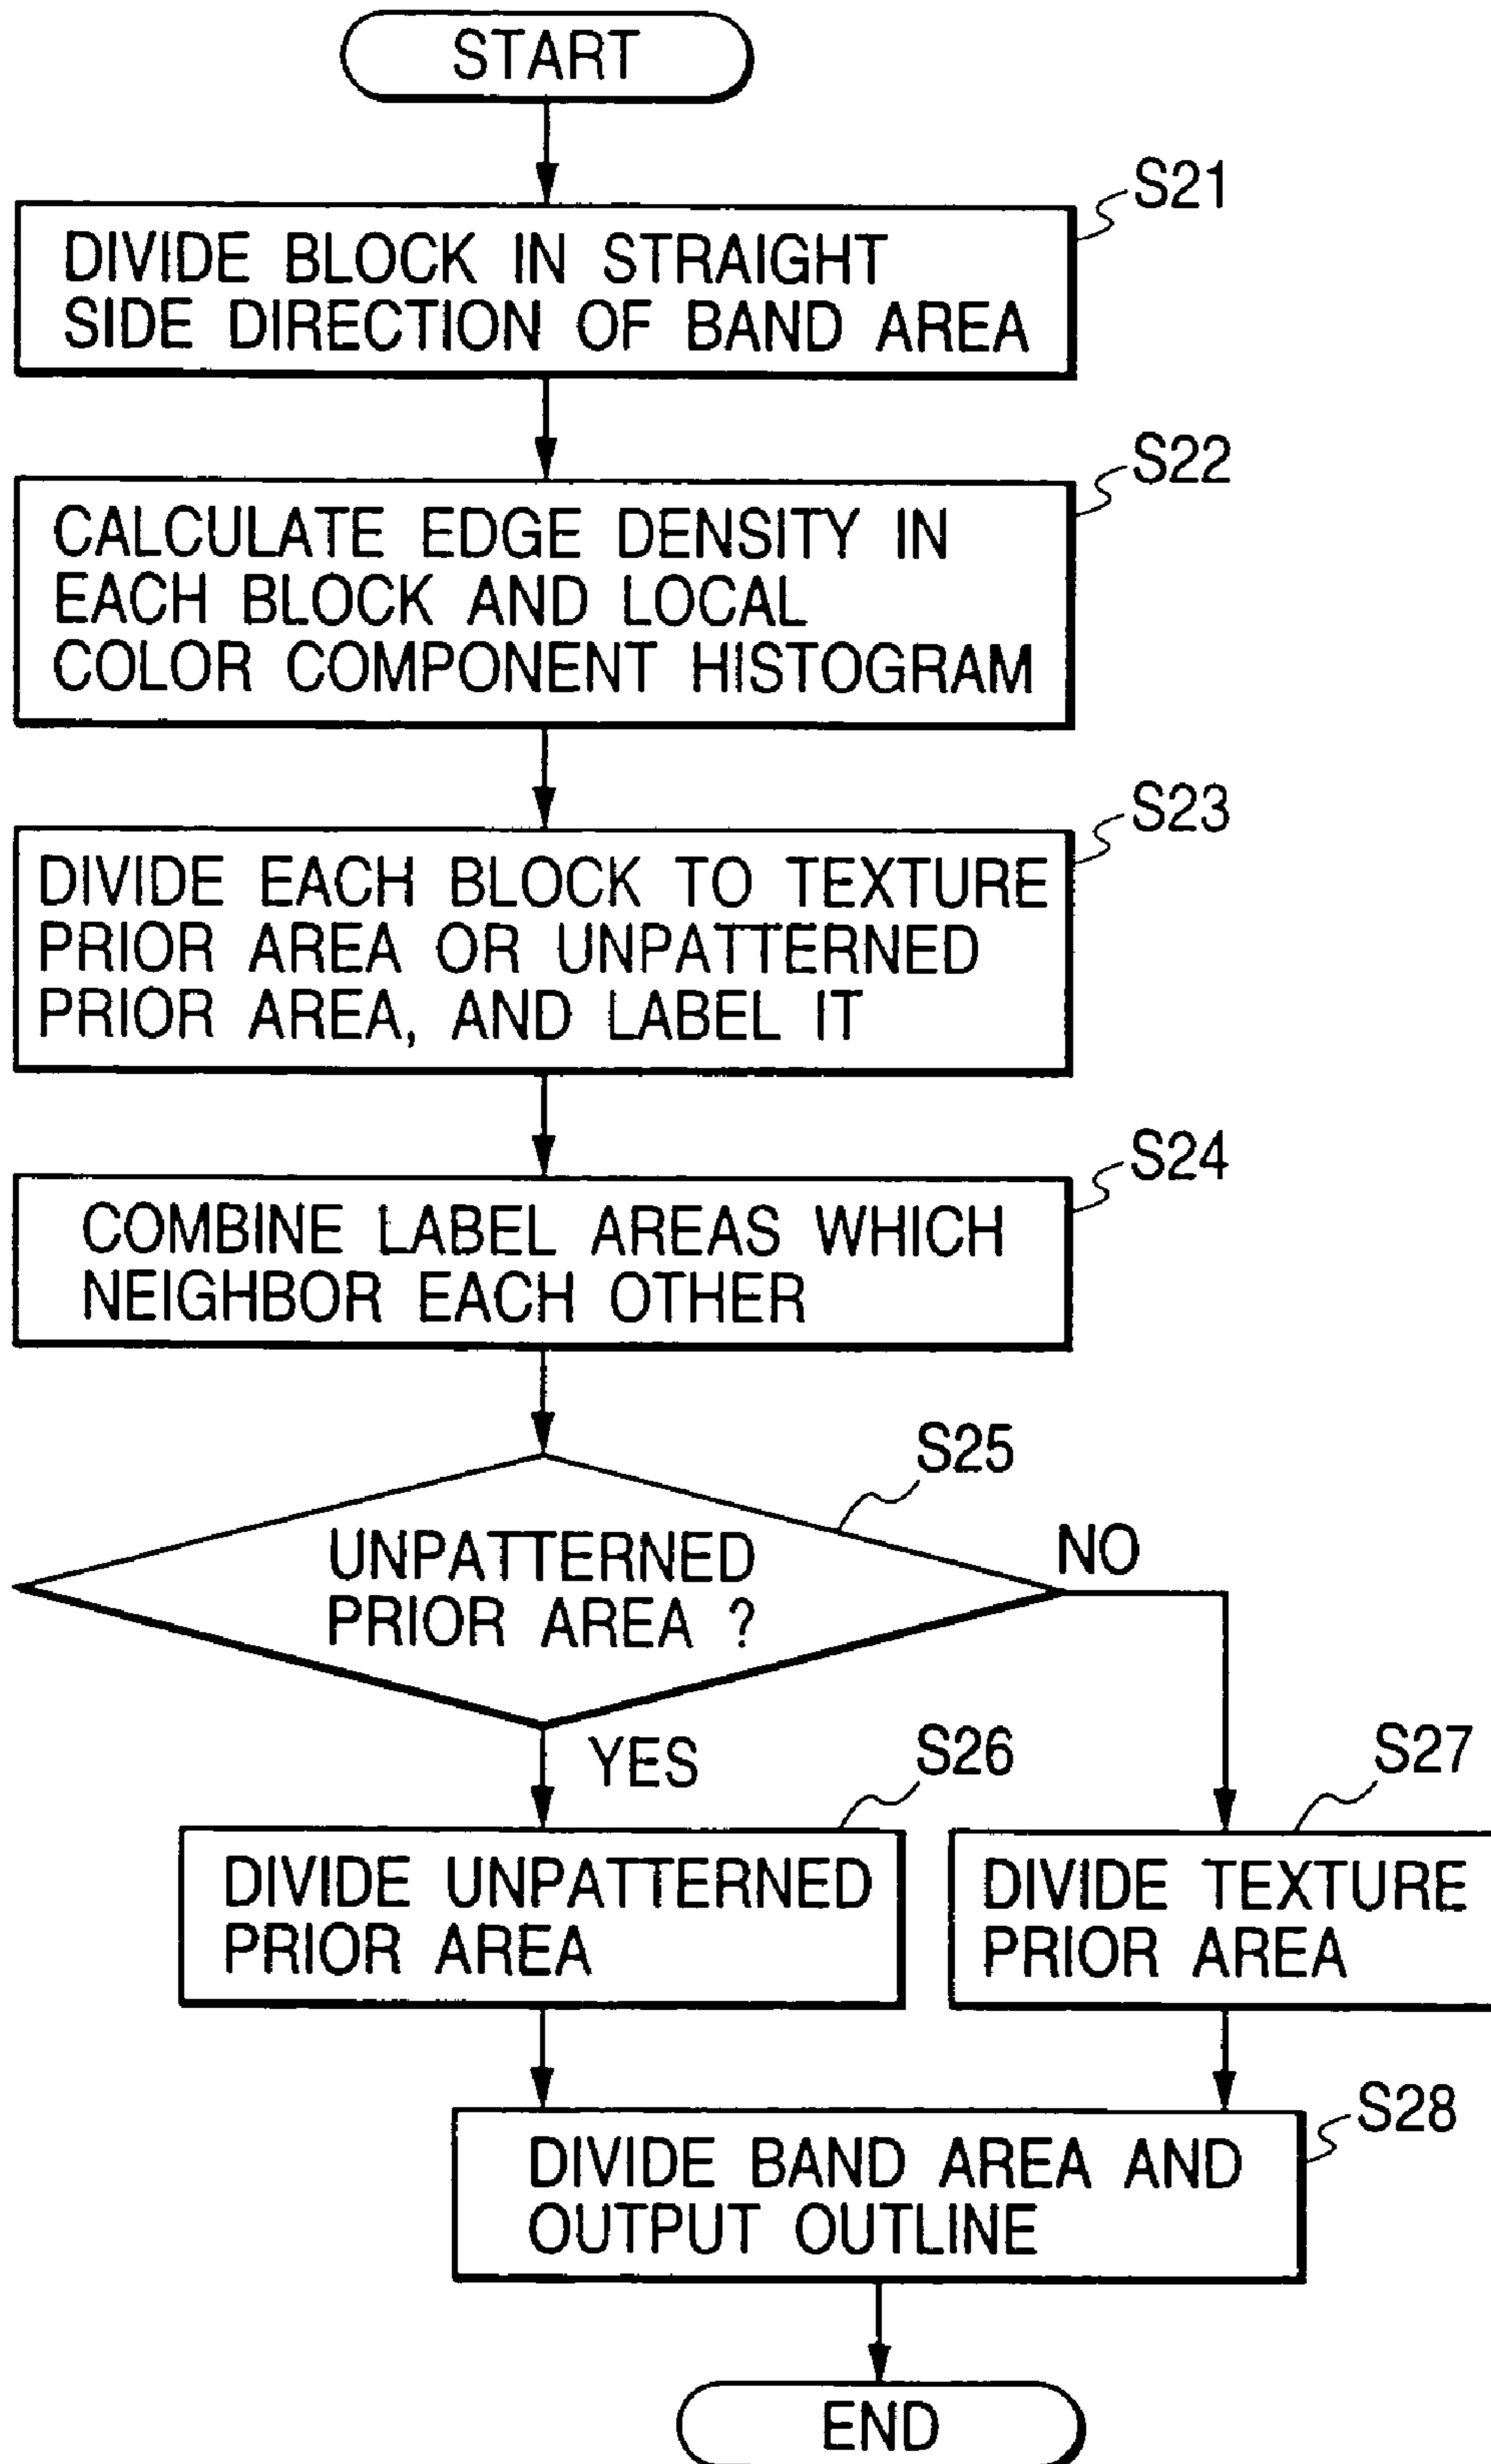 START
S21
DIVIDE BLOCK IN STRAIGHT
SIDE DIRECTION OF BAND AREA
S22
CALCULATE EDGE DENSITY IN
EACH BLOCK AND LOCAL
COLOR COMPONENT HISTOGRAM
S23
DIVIDE EACH BLOCK TO TEXTURE
PRIOR AREA OR UNPATTERNED
PRIOR AREA, AND LABEL IT
S24
COMBINE LABEL AREAS WHICH
NEIGHBOR EACH OTHER
S25
UNPATTERNED
PRIOR AREA ?
NO
YES
S26
DIVIDE UNPATTERNED
PRIOR AREA
S27
DIVIDE TEXTURE
PRIOR AREA
S28
DIVIDE BAND AREA AND
OUTPUT OUTLINE
END